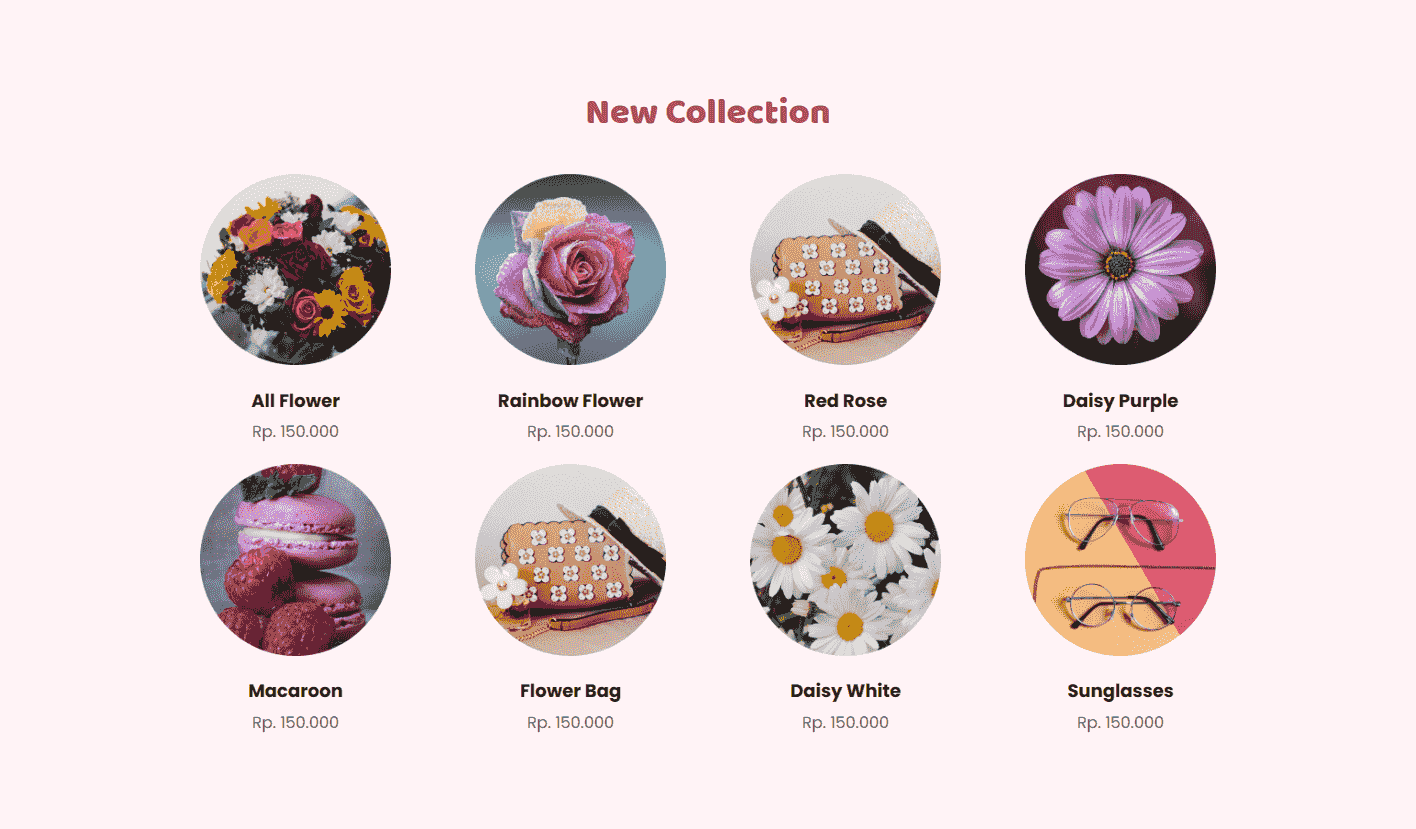 New Collection
All Flower
Rp. 150.000
Rainbow Flower
Rp. 150.000
Red Rose
Rp. 150.000
Daisy Purple
Rp. 150.000
Macaroon
Rp. 150.000
Flower Bag
Rp. 150.000
Daisy White
Rp. 150.000
Sunglasses
Rp. 150.000